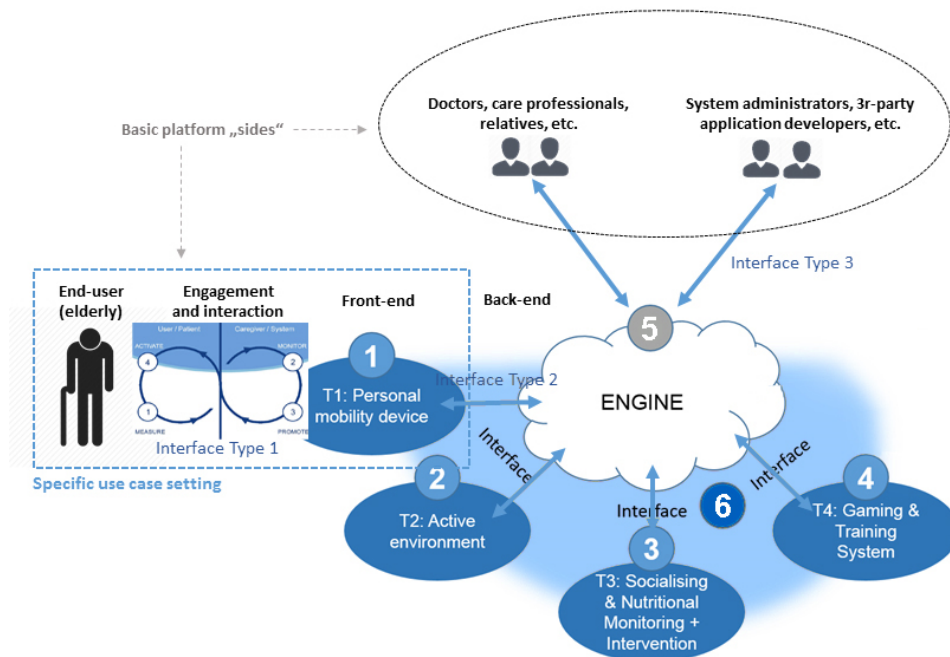 Doctors, care professionals,
relatives, etc.
System administrators, 3r-party
application developers, etc.
Basic platform „sides“
Interface Type 3
End-user
(elderly)
Engagement
and interaction
Front-end
Back-end
User / Patient
Caregiver / System
ACTIVATE
MONITOR
4
2
1
3
MEASURE
PROMOTE
Interface Type 1
1
T1: Personal
mobility device
Interface Type 2
5
ENGINE
Specific use case setting
2
T2: Active
environment
Interface
Interface
Interface
6
3
T3: Socialising
& Nutritional
Monitoring +
Intervention
4
T4: Gaming &
Training
System